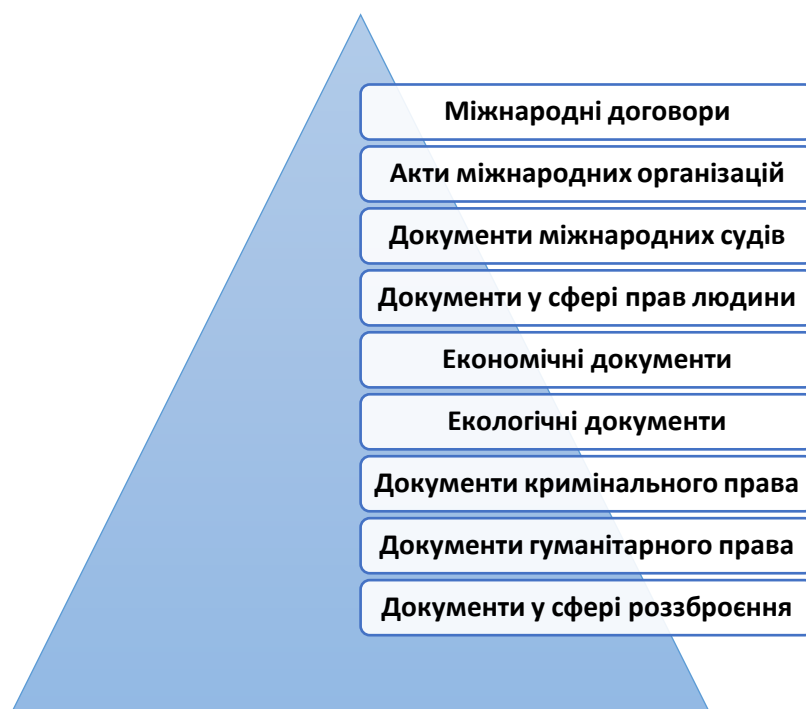 Міжнародні договори
Акти міжнародних організацій
Документи міжнародних судів
Документи у сфері прав людини
Економічні документи
Екологічні документи
Документи кримінального права
Документи гуманітарного права
Документи у сфері роззброєння